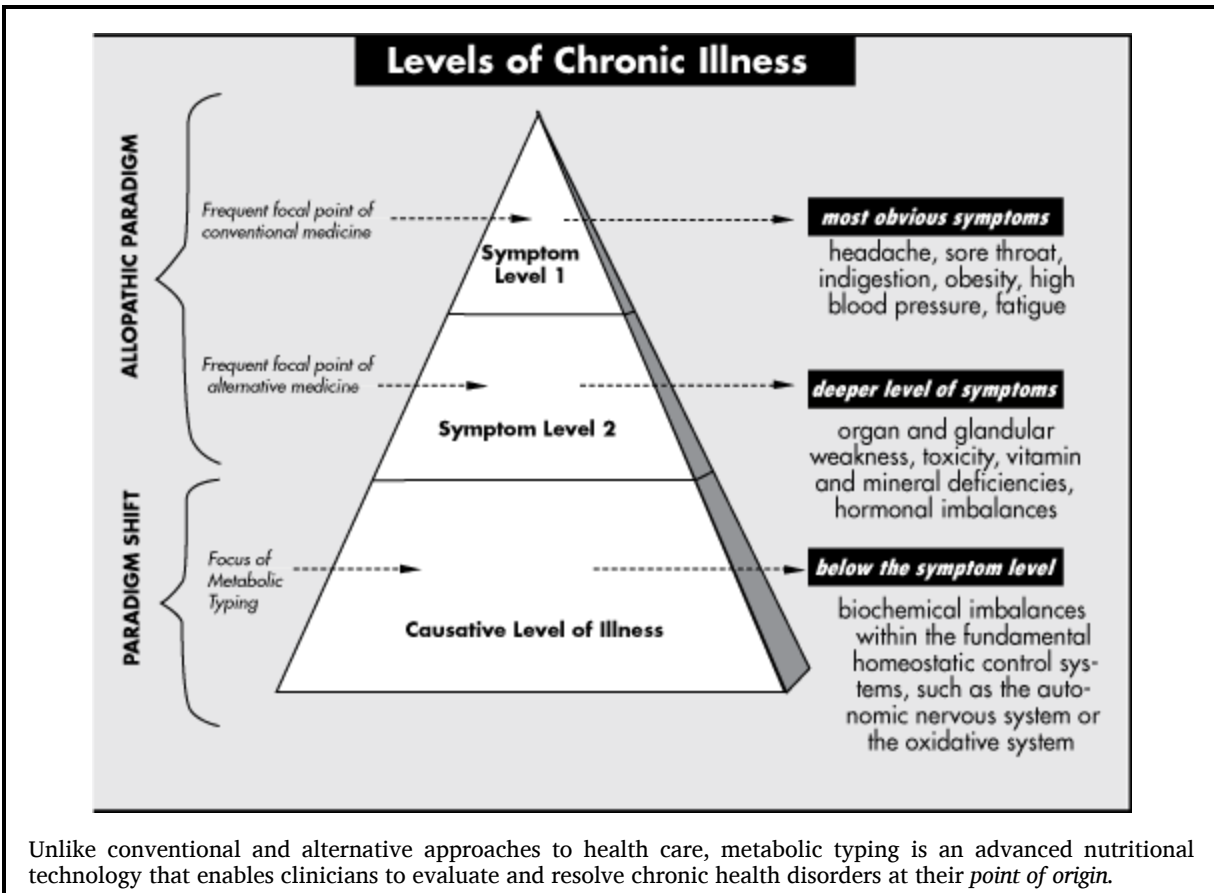 Levels of Chronic Illness
ALLOPATHIC PARADIGM
Frequent focal point of
conventional medicine
Symptom
Level 1
most obvious symptoms
headache, sore throat,
indigestion, obesity, high
blood pressure, fatigue
Frequent focal point of
alternative medicine
Symptom Level 2
deeper level of symptoms
organ and glandular
weakness, toxicity, vitamin
and mineral deficiencies,
hormonal imbalances
PARADIGM SHIFT
Focus of
Metabolic
Typing
Causative Level of Illness
below the symptom level
biochemical imbalances
within the fundamental
homeostatic control sys-
tems, such as the auto-
nomic nervous system or
the oxidative system
Unlike conventional and alternative approaches to health care, metabolic typing is an advanced nutritional
technology that enables clinicians to evaluate and resolve chronic health disorders at their point of origin.